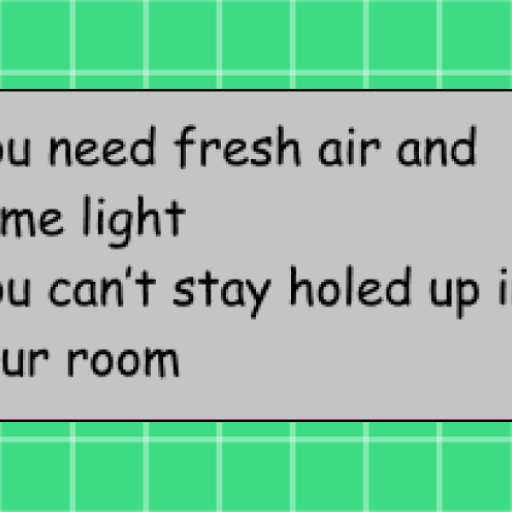 ou need fresh air and
me light
ou can't stay holed up i
ur room